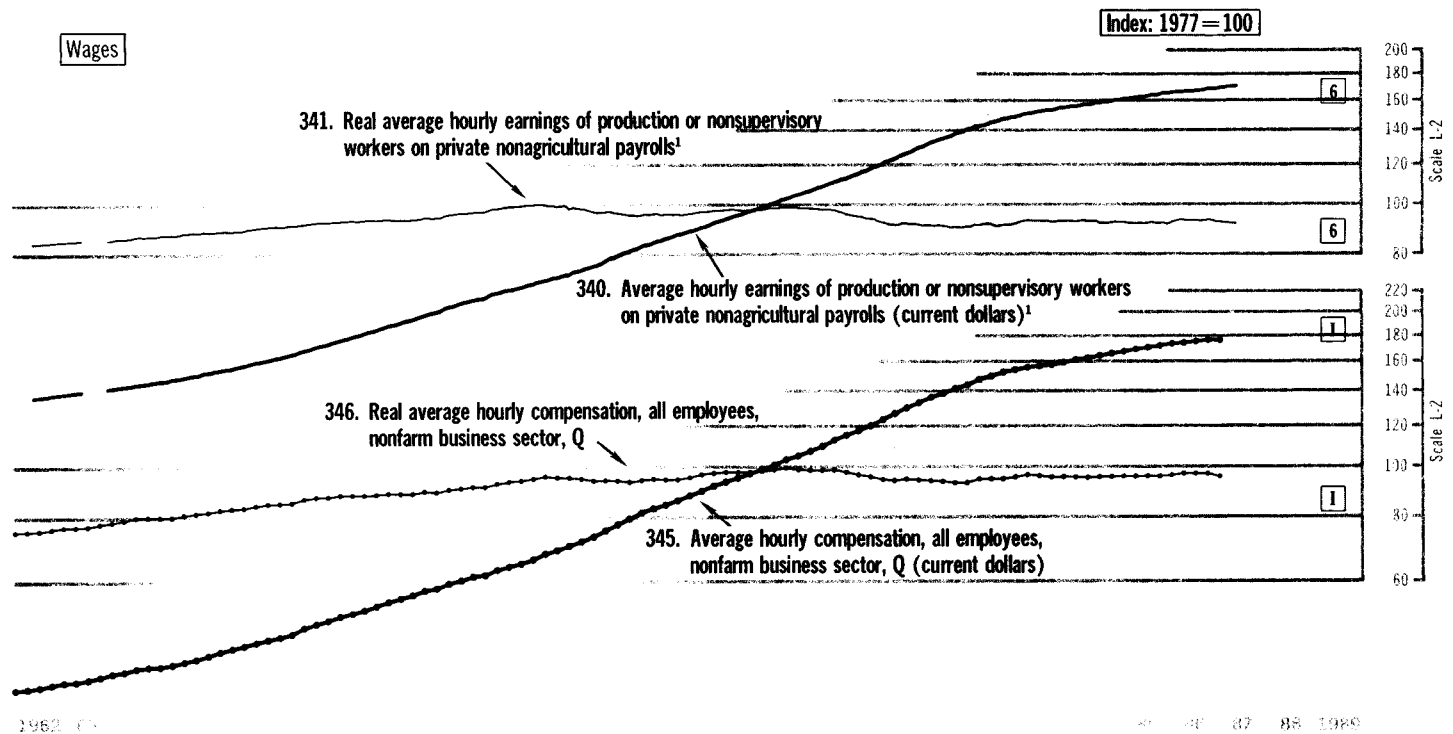 Index: 1977=100
Wages
200
180
6
160
341. Real average hourly earnings of production or nonsupervisory
workers on private nonagricultural payrolls¹
140
Scale L-2
120
100
6
80
340. Average hourly earnings of production or nonsupervisory workers
on private nonagricultural payrolls (current dollars)¹
220
200
I
180
160
346. Real average hourly compensation, all employees,
nonfarm business sector, Q
140
Scale L-2
120
100
I
80
345. Average hourly compensation, all employees,
nonfarm business sector, Q (current dollars)
60
1962 87 88 1989